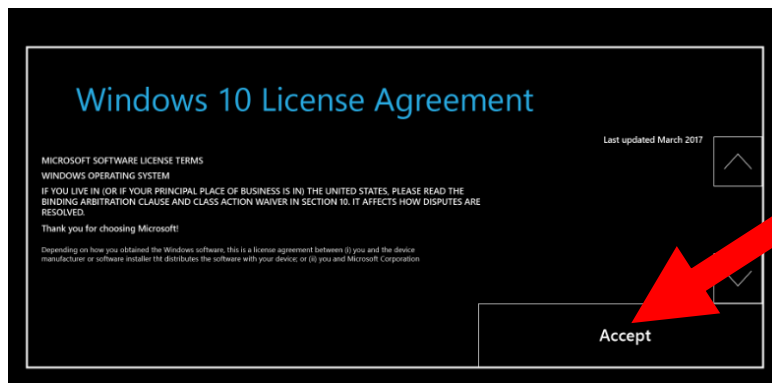 Windows 10 License Agreement
Last updated March 2017
MICROSOFT SOFTWARE LICENSE TERMS
WINDOWS OPERATING SYSTEM
IF YOU LIVE IN (OR IF YOUR PRINCIPAL PLACE OF BUSINESS IS IN) THE UNITED STATES, PLEASE READ THE
BINDING ARBITRATION CLAUSE AND CLASS ACTION WAIVER IN SECTION 10. IT AFFECTS HOW DISPUTES ARE
RESOLVED.
Thank you for choosing Microsoft!
Depending on how you obtained the Windows software, this is a license agreement between (i) you and the device
manufacturer or software installer tht distributes the software with your device; or (ii) you and Microsoft Corporation
Accept